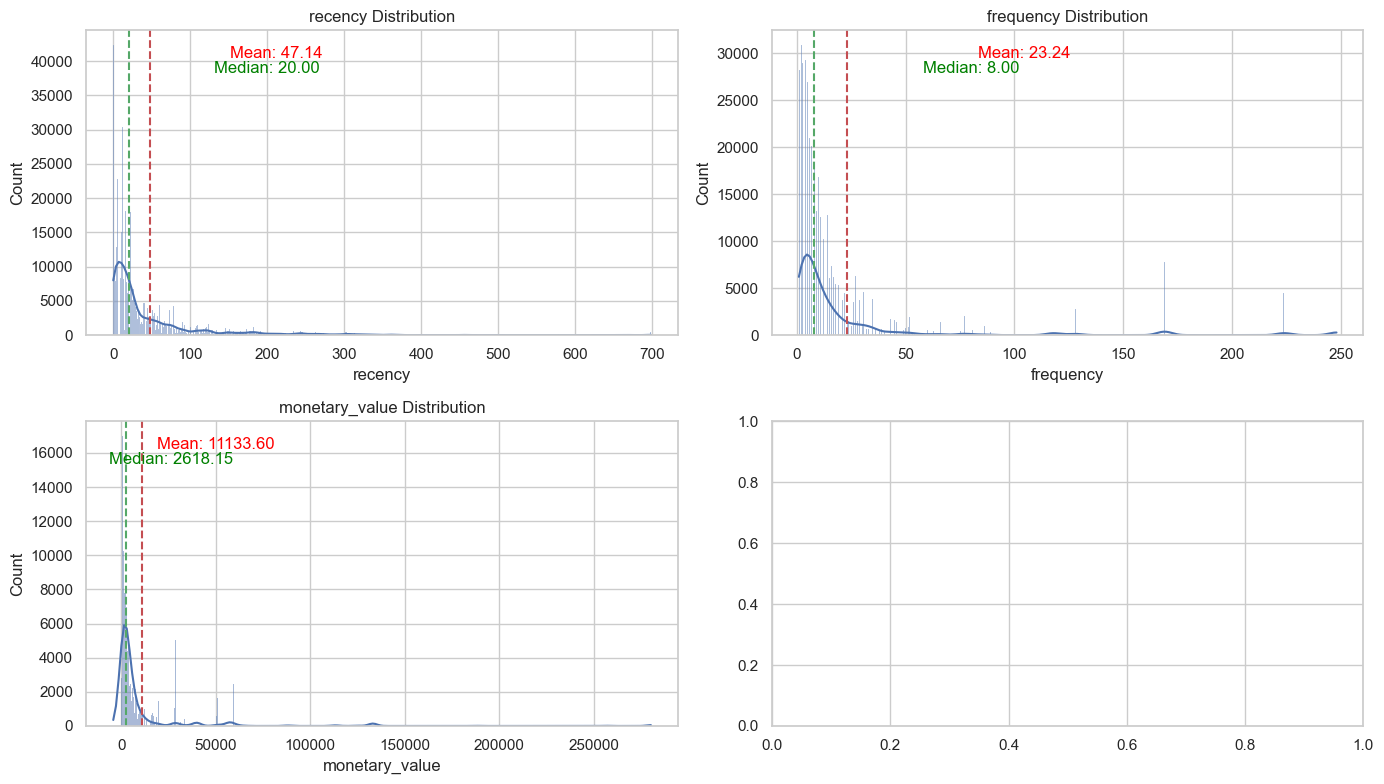 recency Distribution
Mean: 47.14
Median: 20.00
40000
35000
30000
25000
20000
15000
10000
5000
0
Count
0 100 200 300 400 500 600 700
recency
frequency Distribution
Mean: 23.24
Median: 8.00
30000
25000
20000
15000
10000
5000
0
Count
0 50 100 150 200 250
frequency
monetary_value Distribution
Mean: 11133.60
Median: 2618.15
16000
14000
12000
10000
8000
6000
4000
2000
0
Count
0 50000 100000 150000 200000 250000
monetary_value
1.0
0.8
0.6
0.4
0.2
0.0
0.0 0.2 0.4 0.6 0.8 1.0